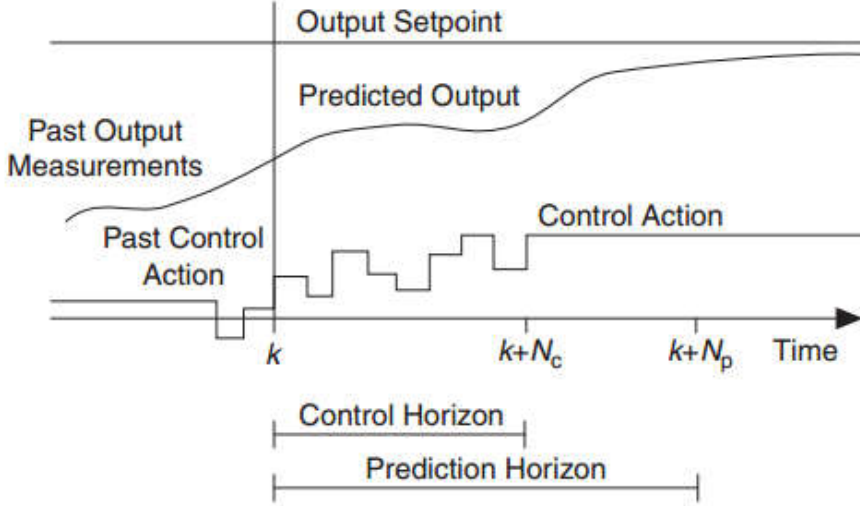 Output Setpoint
Predicted Output
Past Output
Measurements
Control Action
Past Control
Action
k
k+Nc
k+Np
Time
Control Horizon
Prediction Horizon